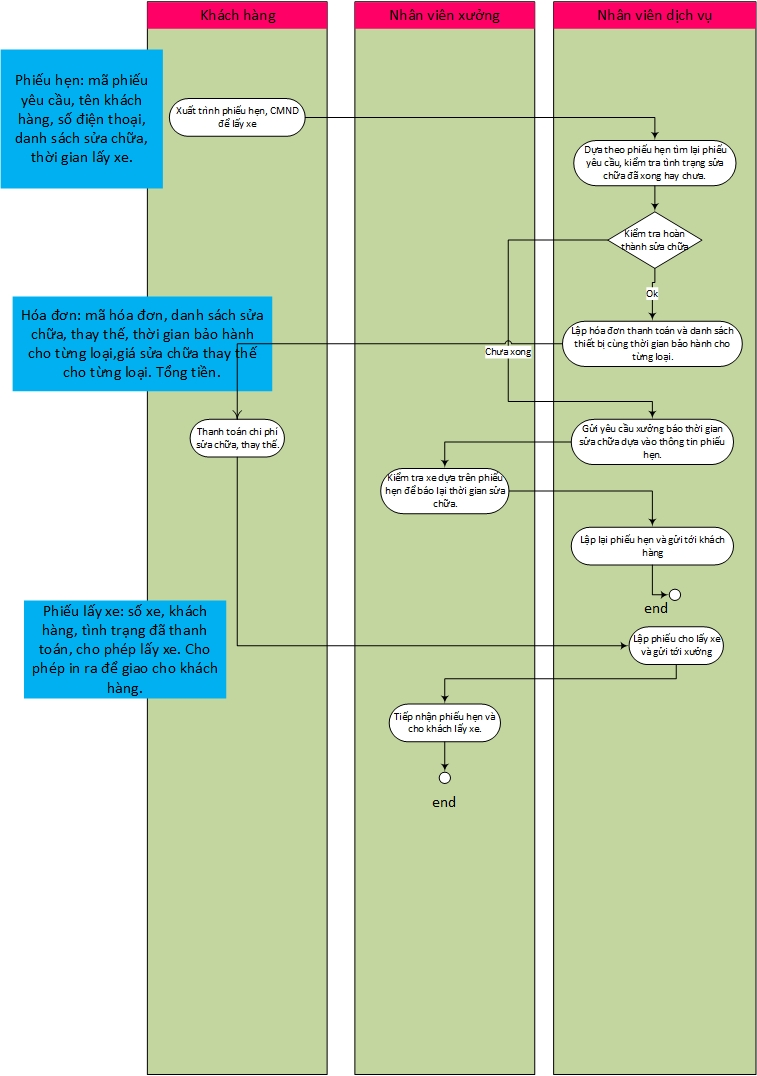 Khách hàng
Nhân viên xưởng
Nhân viên dịch vụ
Phiếu hẹn: mã phiếu
yêu cầu, tên khách
hàng, số điện thoại,
danh sách sửa chữa,
thời gian lấy xe.
Xuất trình phiếu hẹn, CMND
để lấy xe
Dựa theo phiếu hẹn tìm lại phiếu
yêu cầu, kiểm tra tình trạng sửa
chữa đã xong hay chưa.
Kiểm tra hoàn
thành sửa chữa
Ok
Hóa đơn: mã hóa đơn, danh sách sửa
chữa, thay thế, thời gian bảo hành
cho từng loại,giá sửa chữa thay thế
cho từng loại. Tổng tiền.
Lập hóa đơn thanh toán và danh sách
thiết bị cùng thời gian bảo hành cho
từng loại.
Chưa xong
Thanh toán chi phí
sửa chữa, thay thế.
Gửi yêu cầu xưởng báo thời gian
sửa chữa dựa vào thông tin phiếu
hẹn.
Kiểm tra xe dựa trên phiếu
hẹn để báo lại thời gian sửa
chữa.
Lập lại phiếu hẹn và gửi tới khách
hàng
end
Phiếu lấy xe: số xe, khách
hàng, tình trạng đã thanh
toán, cho phép lấy xe. Cho
phép in ra để giao cho khách
hàng.
Lập phiếu cho lấy xe
và gửi tới xưởng
Tiếp nhận phiếu hẹn và
cho khách lấy xe.
end